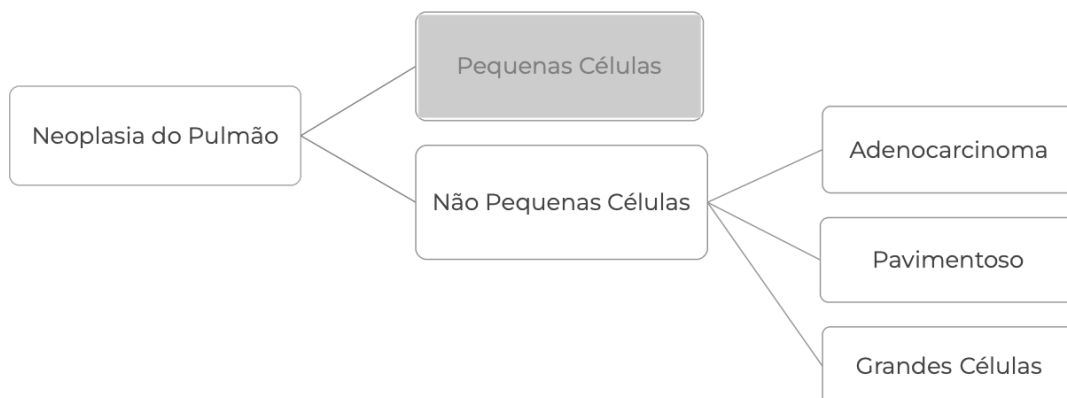 Neoplasia do Pulmão
Pequenas Células
Não Pequenas Células
Adenocarcinoma
Pavimentoso
Grandes Células